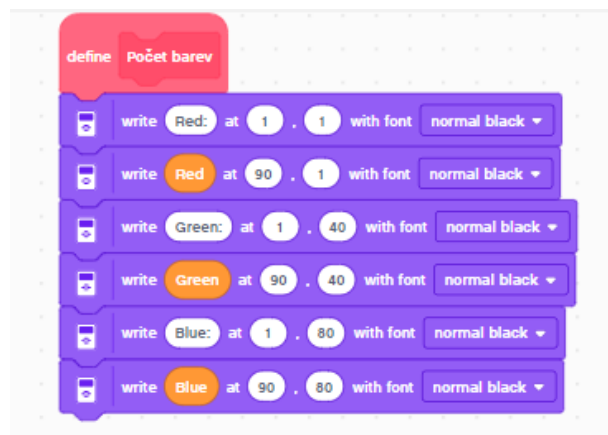 define Počet barev
write Red: at 1 , 1 with font normal black
write Red at 90 , 1 with font normal black
write Green: at 1 , 40 with font normal black
write Green at 90 , 40 with font normal black
write Blue: at 1 , 80 with font normal black
write Blue at 90 , 80 with font normal black